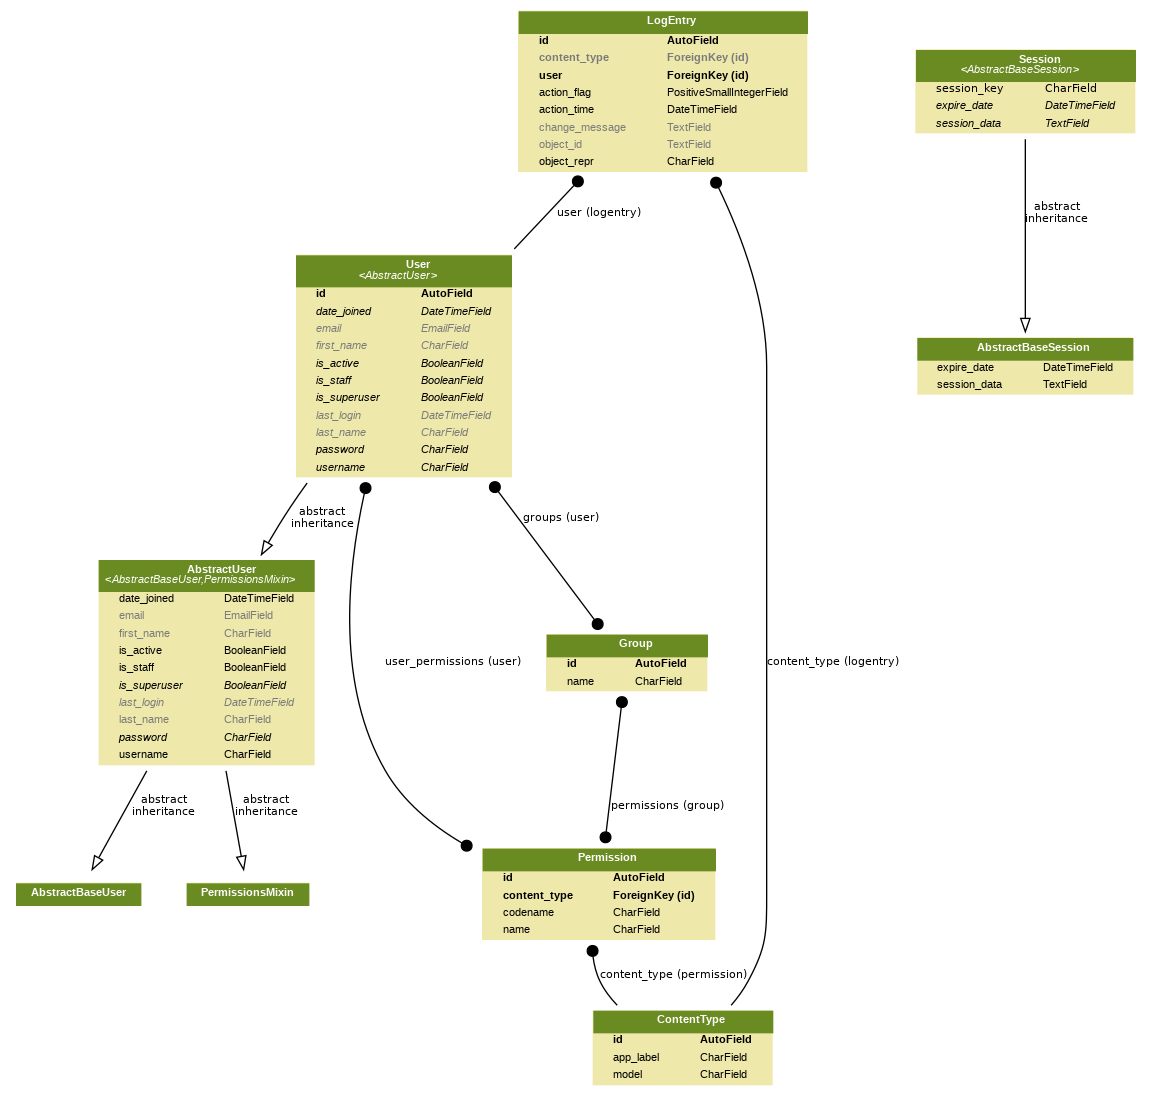 LogEntry
id AutoField
content_type ForeignKey (id)
user ForeignKey (id)
action_flag PositiveSmallIntegerField
action_time DateTimeField
change_message TextField
object_id TextField
object_repr CharField
Session
<AbstractBaseSession>
session_key CharField
expire_date DateTimeField
session_data TextField
user (logentry)
abstract
inheritance
User
<AbstractUser>
id AutoField
date_joined DateTimeField
email EmailField
first_name CharField
is_active BooleanField
is_staff BooleanField
is_superuser BooleanField
last_login DateTimeField
last_name CharField
password CharField
username CharField
AbstractBaseSession
expire_date DateTimeField
session_data TextField
abstract
inheritance
groups (user)
AbstractUser
<AbstractBaseUser,PermissionsMixin>
date_joined DateTimeField
email EmailField
first_name CharField
is_active BooleanField
is_staff BooleanField
is_superuser BooleanField
last_login DateTimeField
last_name CharField
password CharField
username CharField
user_permissions (user)
Group
id AutoField
name CharField
content_type (logentry)
abstract
inheritance
abstract
inheritance
permissions (group)
AbstractBaseUser
PermissionsMixin
Permission
id AutoField
content_type ForeignKey (id)
codename CharField
name CharField
content_type (permission)
ContentType
id AutoField
app_label CharField
model CharField